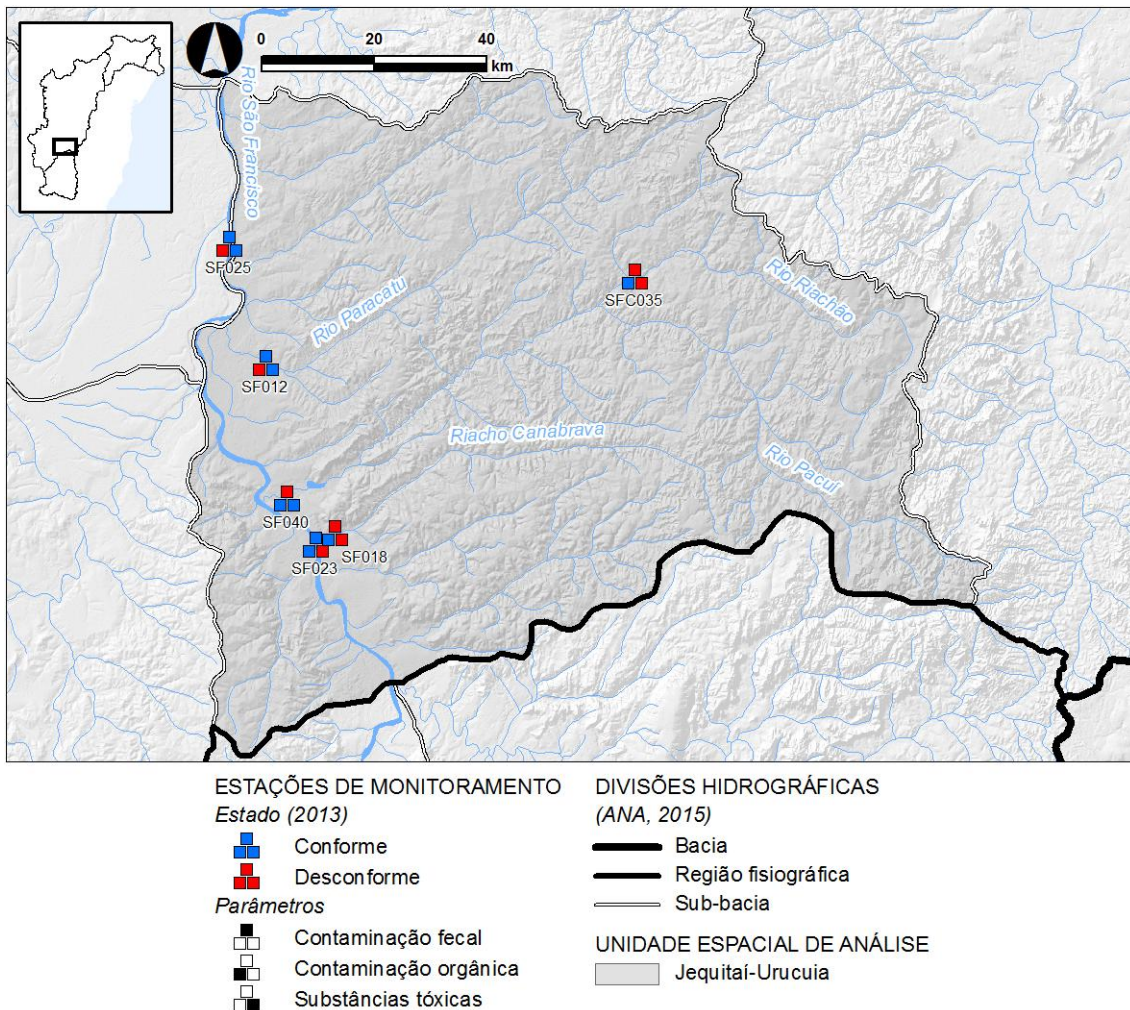 0 20 40
km
Rio São Francisco
SF025
Rio Paracatu
SFC035
Rio Riachão
SF012
Riacho Canabrava
Rio Pacuí
SF040
SF018
SF023
ESTAÇÕES DE MONITORAMENTO
Estado (2013)
Conforme
Desconforme
Parâmetros
Contaminação fecal
Contaminação orgânica
Substâncias tóxicas
DIVISÕES HIDROGRÁFICAS
(ANA, 2015)
Bacia
Região fisiográfica
Sub-bacia
UNIDADE ESPACIAL DE ANÁLISE
Jequitaí-Urucuia